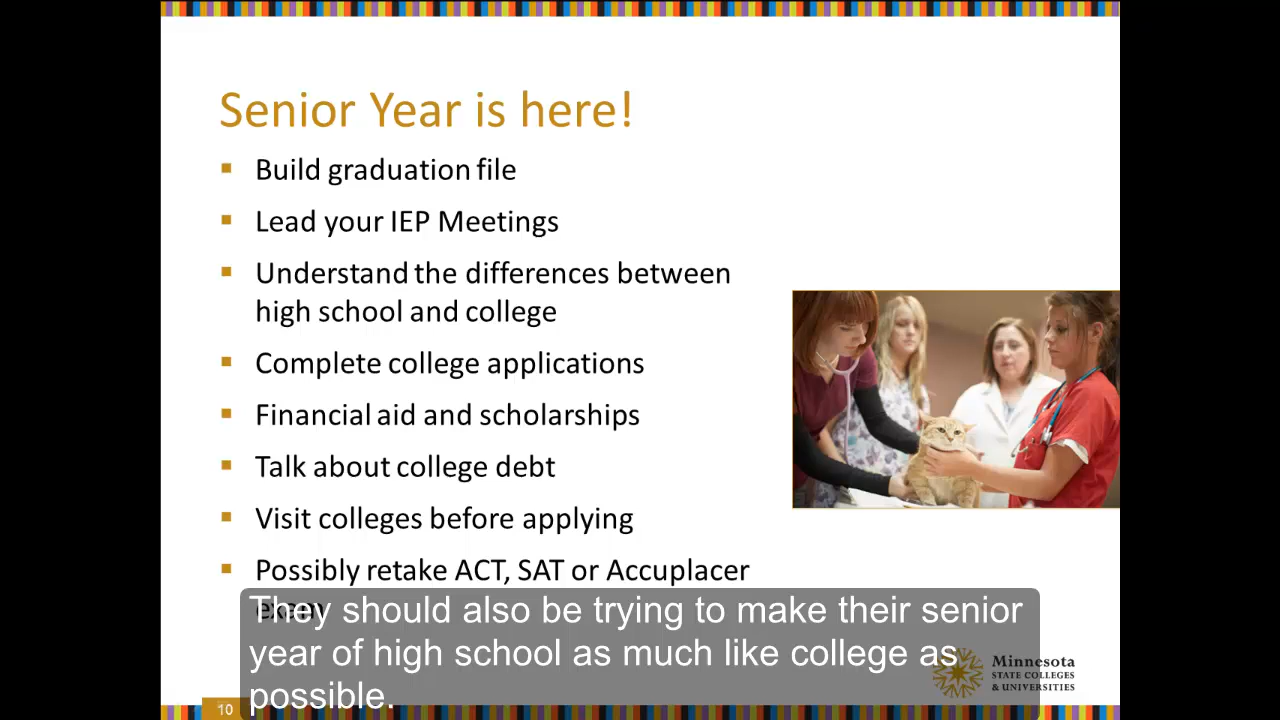 Senior Year is here!
Build graduation file
Lead your IEP Meetings
Understand the differences between
high school and college
Complete college applications
Financial aid and scholarships
Talk about college debt
Visit colleges before applying
Possibly retake ACT, SAT or Accuplacer
exam
They should also be trying to make their senior
year of high school as much like college as
possible.
Minnesota
STATE COLLEGES
& UNIVERSITIES
10